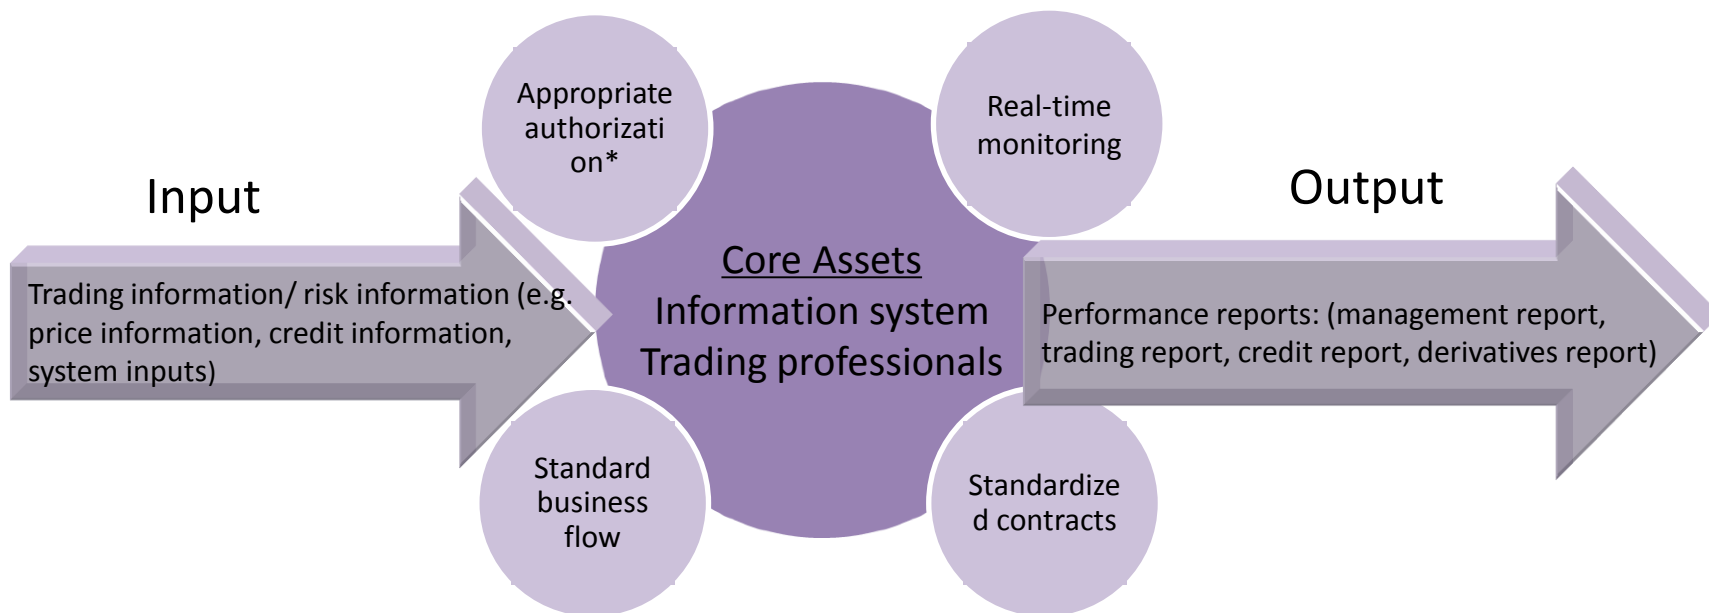 Input
Trading information/ risk information (e.g.
price information, credit information,
system inputs)
Appropriate
authorizati
on*
Real-time
monitoring
Core Assets
Information system
Trading professionals
Standard
business
flow
Standardize
d contracts
Output
Performance reports: (management report,
trading report, credit report, derivatives report)